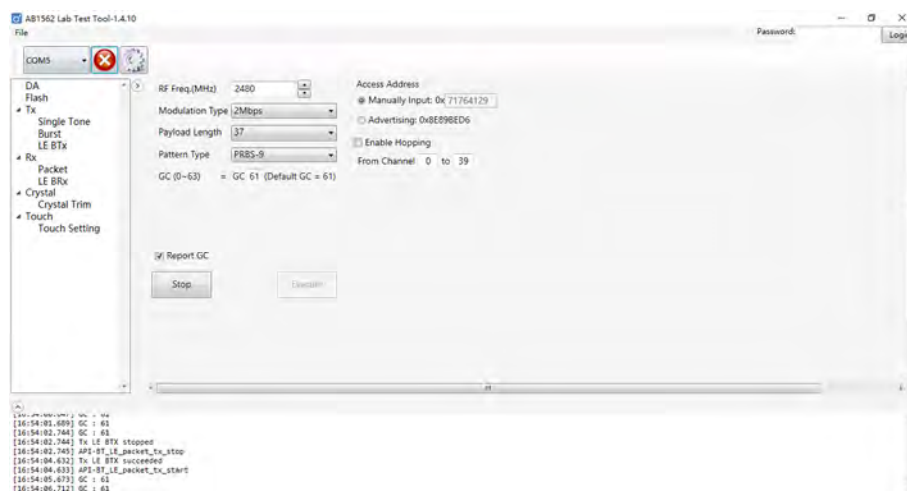 AB1562 Lab Test Tool-1.4.10
File
Password:
Login
COM5
DA
Flash
Tx
Single Tone
Burst
LE BTx
Rx
Packet
LE BRx
Crystal
Crystal Trim
Touch
Touch Setting
RF Freq.(MHz) 2480
Modulation Type 2Mbps
Payload Length 37
Pattern Type PRBS-9
GC (0~63) = GC 61 (Default GC = 61)
Report GC
Stop
Execute
Access Address
Manually Input: 0x 71764129
Advertising: 0x8E89BED6
Enable Hopping
From Channel 0 to 39
[16:54:01.689] GC : 61
[16:54:02.744] GC : 61
[16:54:02.744] Tx LE BTX stopped
[16:54:02.745] API-BT_LE_packet_tx_stop
[16:54:04.632] Tx LE BTX succeeded
[16:54:04.633] API-BT_LE_packet_tx_start
[16:54:05.673] GC : 61
[16:54:06.712] GC : 61